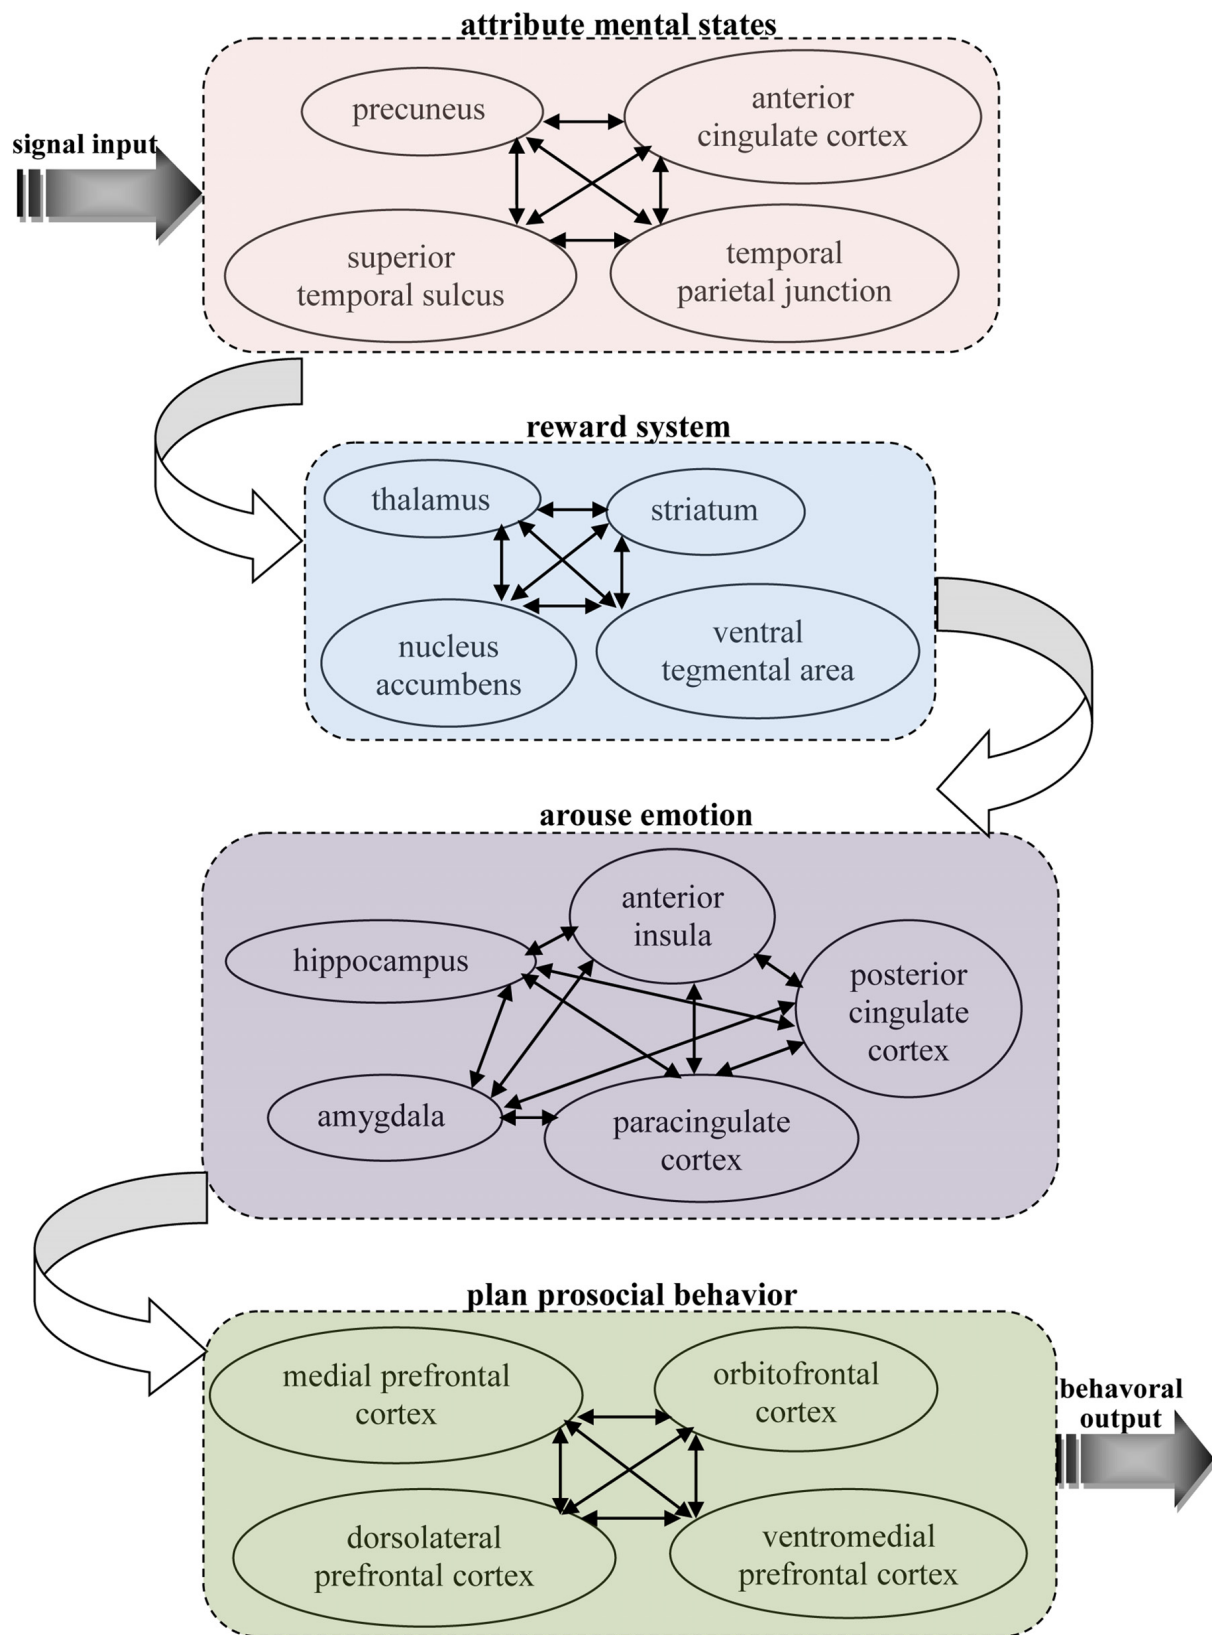 attribute mental states
signal input
precuneus
anterior
cingulate cortex
superior
temporal sulcus
temporal
parietal junction
reward system
thalamus
striatum
nucleus
accumbens
ventral
tegmental area
arouse emotion
anterior
insula
hippocampus
posterior
cingulate
cortex
amygdala
paracingulate
cortex
plan prosocial behavior
medial prefrontal
cortex
orbitofrontal
cortex
behavoral
output
dorsolateral
prefrontal cortex
ventromedial
prefrontal cortex